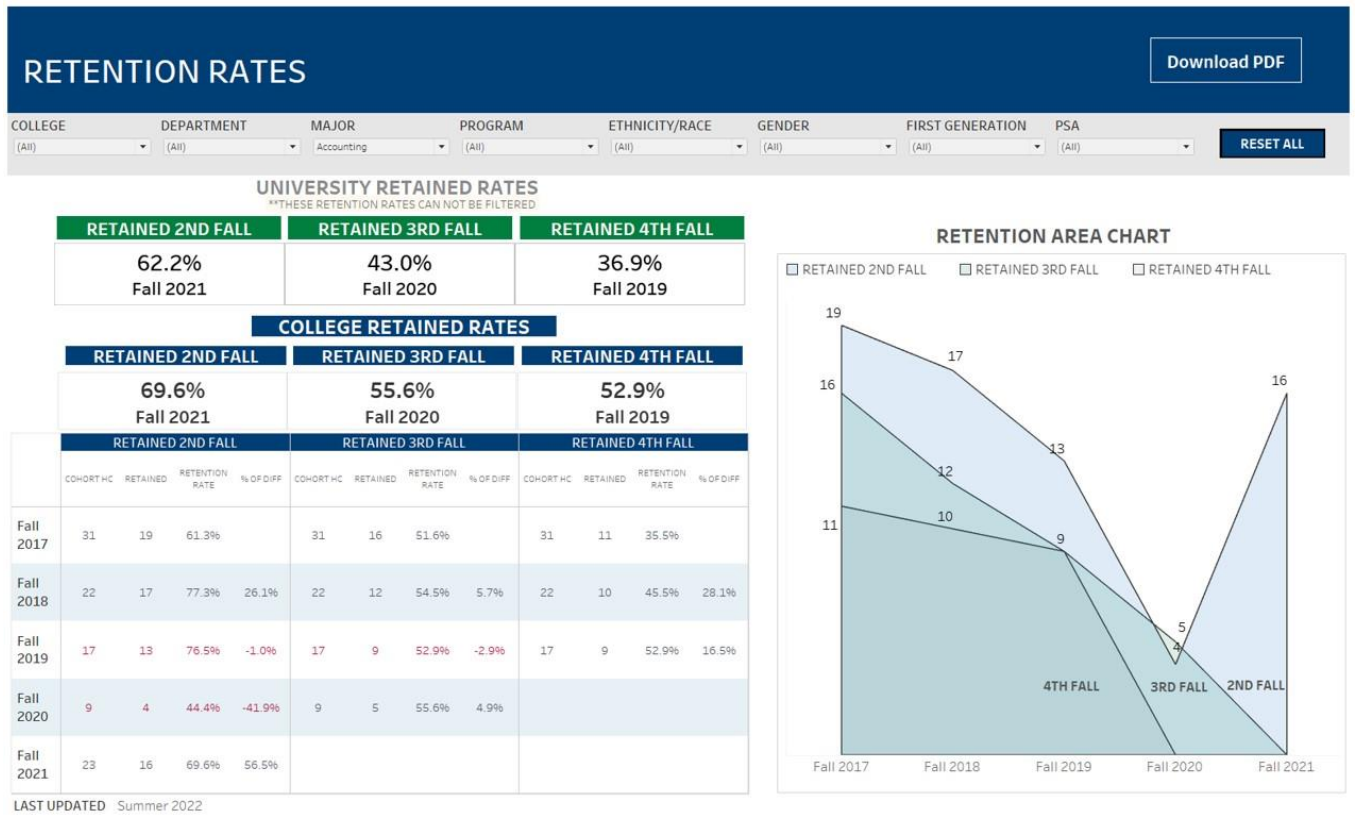 RETENTION RATES
Download PDF
COLLEGE DEPARTMENT MAJOR PROGRAM ETHNICITY/RACE GENDER FIRST GENERATION PSA
(All) (All) Accounting (All) (All) (All) (All) (All) RESET ALL
UNIVERSITY RETAINED RATES
**THESE RETENTION RATES CAN NOT BE FILTERED
RETAINED 2ND FALL RETAINED 3RD FALL RETAINED 4TH FALL
62.2% 43.0% 36.9%
Fall 2021 Fall 2020 Fall 2019
COLLEGE RETAINED RATES
RETAINED 2ND FALL RETAINED 3RD FALL RETAINED 4TH FALL
69.6% 55.6% 52.9%
Fall 2021 Fall 2020 Fall 2019
RETAINED 2ND FALL RETAINED 3RD FALL RETAINED 4TH FALL
COHORT HC RETAINED RETENTION RATE % OF DIFF COHORT HC RETAINED RETENTION RATE % OF DIFF COHORT HC RETAINED RETENTION RATE % OF DIFF
Fall 2017 31 19 61.3% 31 16 51.6% 31 11 35.5%
Fall 2018 22 17 77.3% 26.1% 22 12 54.5% 5.7% 22 10 45.5% 28.1%
Fall 2019 17 13 76.5% -1.0% 17 9 52.9% -2.9% 17 9 52.9% 16.5%
Fall 2020 9 4 44.4% -41.9% 9 5 55.6% 4.9%
Fall 2021 23 16 69.6% 56.5%
LAST UPDATED Summer 2022
RETENTION AREA CHART
RETAINED 2ND FALL RETAINED 3RD FALL RETAINED 4TH FALL
19
17
16
16
13
12
11
10
9
5
4
4TH FALL 3RD FALL 2ND FALL
Fall 2017 Fall 2018 Fall 2019 Fall 2020 Fall 2021